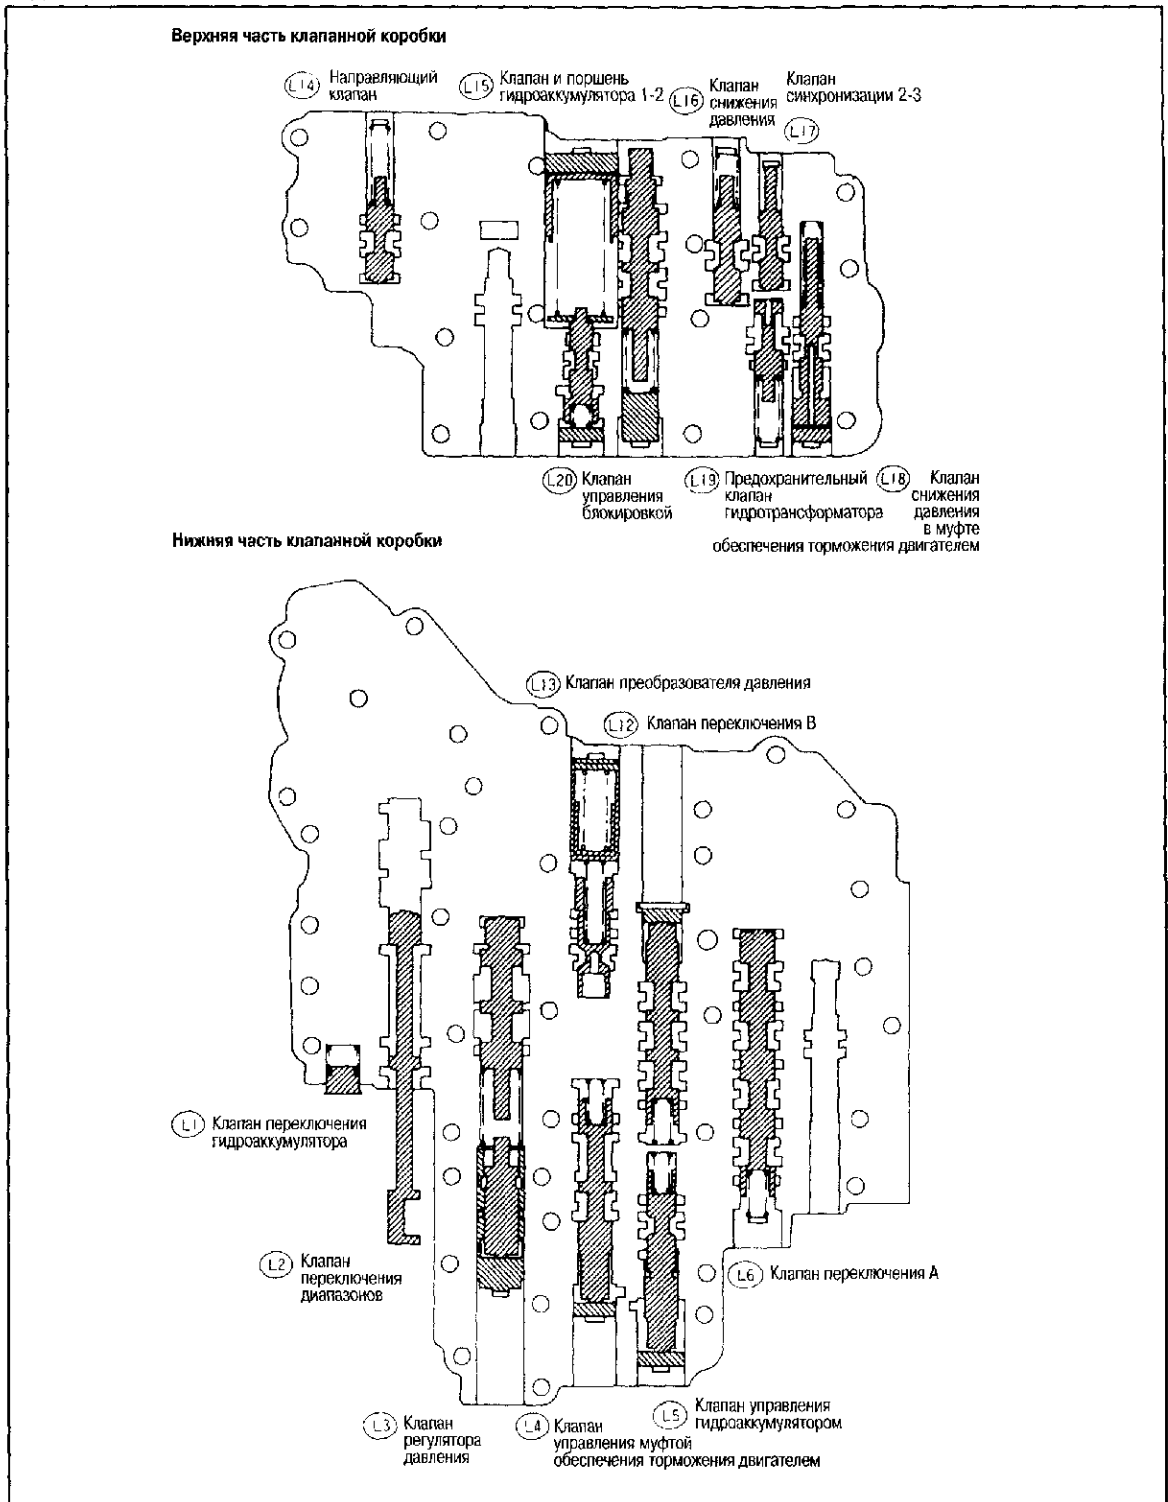 Верхняя часть клапанной коробки
L14 Направляющий
клапан
L15 Клапан и поршень
гидроаккумулятора 1-2
L16 Клапан
снижения
давления
Клапан
синхронизации 2-3
L17
L20 Клапан
управления
блокировкой
L19 Предохранительный
клапан
гидротрансформатора
L18 Клапан
снижения
давления
в муфте
обеспечения торможения двигателем
Нижняя часть клапанной коробки
L13 Клапан преобразователя давления
L12 Клапан переключения В
L1 Клапан переключения
гидроаккумулятора
L2 Клапан
переключения
диапазонов
L6 Клапан переключения А
L3 Клапан
регулятора
давления
L4 Клапан
управления муфтой
обеспечения торможения двигателем
L5 Клапан управления
гидроаккумулятором